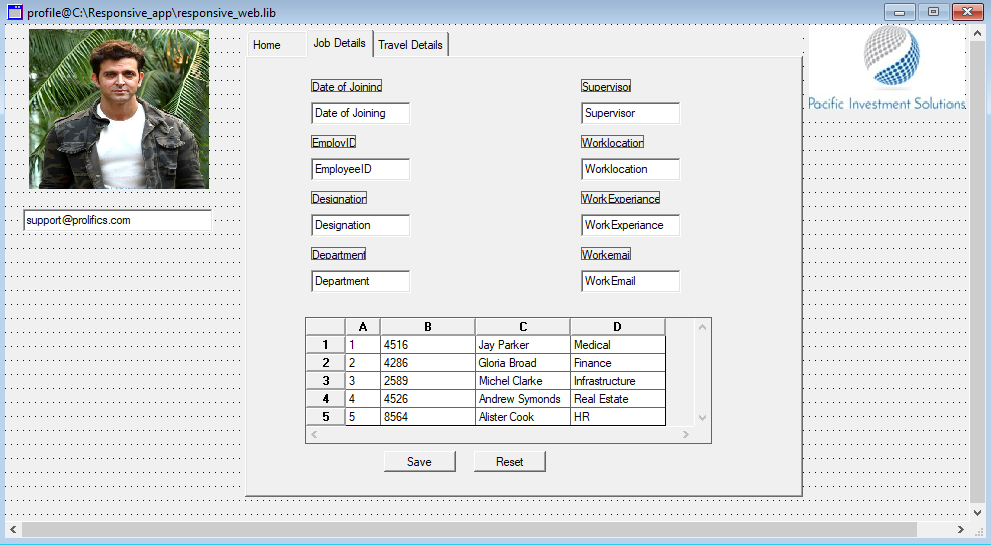 profile@C:\Responsive_app\responsive_web.lib
Home Job Details Travel Details
Pacific Investment Solutions
support@prolifics.com
Date of Joining Supervisor
Date of Joining Supervisor
EmployID Worklocation
EmployeeID Worklocation
Designation WorkExperiance
Designation WorkExperiance
Department Workemail
Department WorkEmail
A B C D
1 1 4516 Jay Parker Medical
2 2 4286 Gloria Broad Finance
3 3 2589 Michel Clarke Infrastructure
4 4 4526 Andrew Symonds Real Estate
5 5 8564 Alister Cook HR
Save Reset